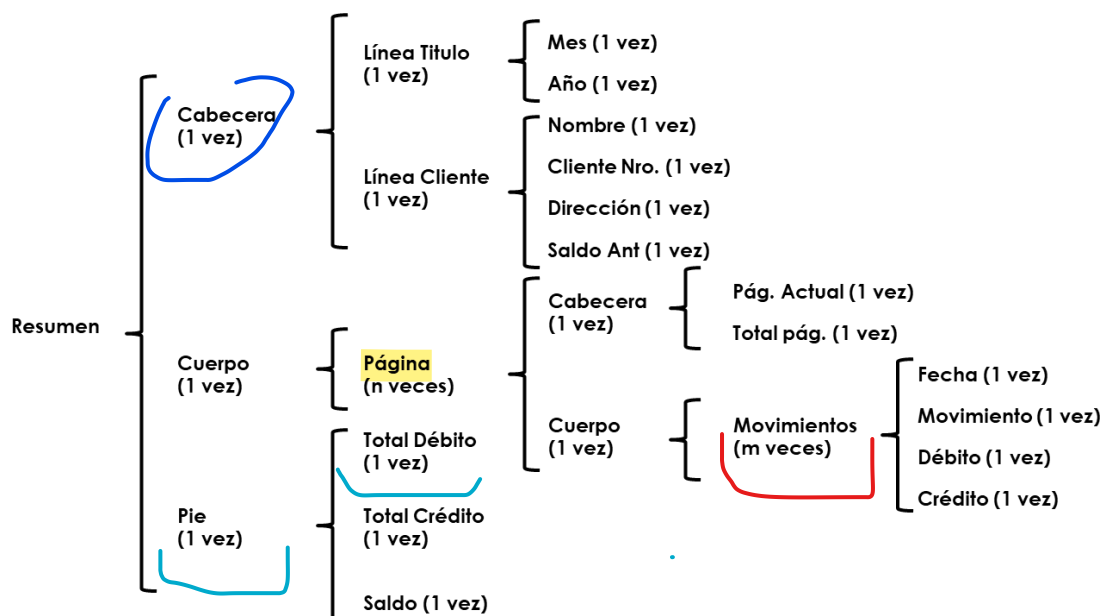 Línea Titulo
(1 vez)
Mes (1 vez)
Año (1 vez)
Cabecera
(1 vez)
Línea Cliente
(1 vez)
Nombre (1 vez)
Cliente Nro. (1 vez)
Dirección (1 vez)
Saldo Ant (1 vez)
Resumen
Cuerpo
(1 vez)
Página
(n veces)
Cabecera
(1 vez)
Pág. Actual (1 vez)
Total pág. (1 vez)
Cuerpo
(1 vez)
Movimientos
(m veces)
Fecha (1 vez)
Movimiento (1 vez)
Débito (1 vez)
Crédito (1 vez)
Pie
(1 vez)
Total Débito
(1 vez)
Total Crédito
(1 vez)
Saldo (1 vez)